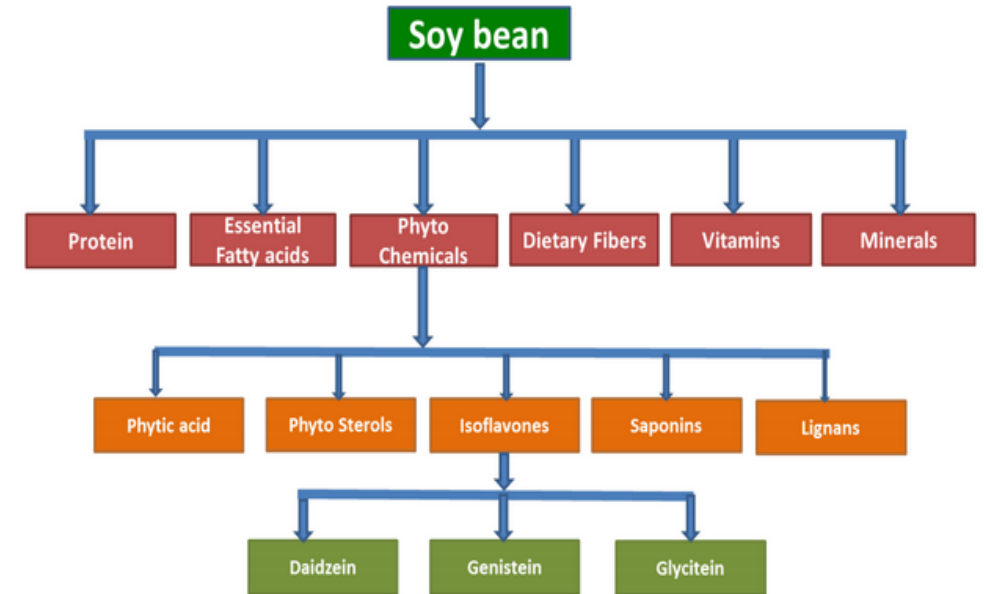 Soy bean
Protein
Essential
Fatty acids
Phyto
Chemicals
Dietary Fibers
Vitamins
Minerals
Phytic acid
Phyto Sterols
Isoflavones
Saponins
Lignans
Daidzein
Genistein
Glycitein